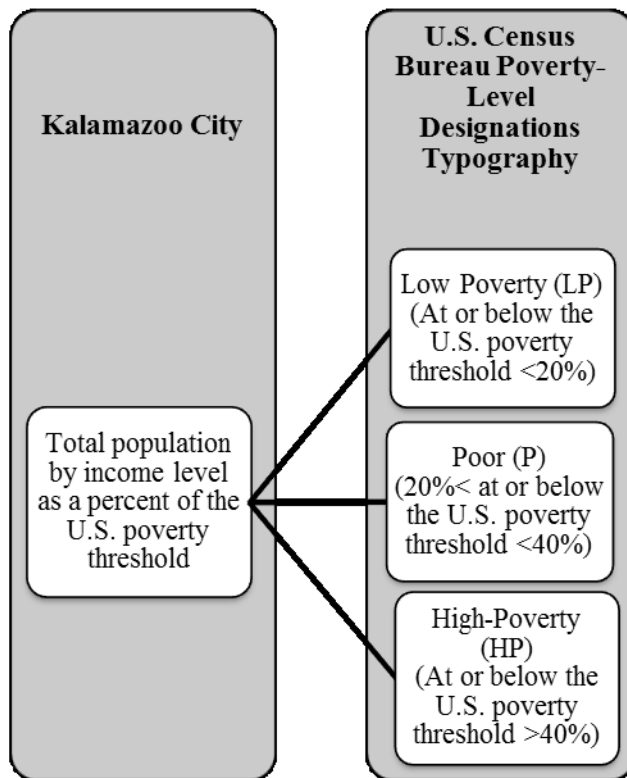 Kalamazoo City
Total population
by income level
as a percent of the
U.S. poverty
threshold
U.S. Census
Bureau Poverty-
Level
Designations
Typography
Low Poverty (LP)
(At or below the
U.S. poverty
threshold <20%)
Poor (P)
(20%< at or below
the U.S. poverty
threshold <40%)
High-Poverty
(HP)
(At or below the
U.S. poverty
threshold >40%)